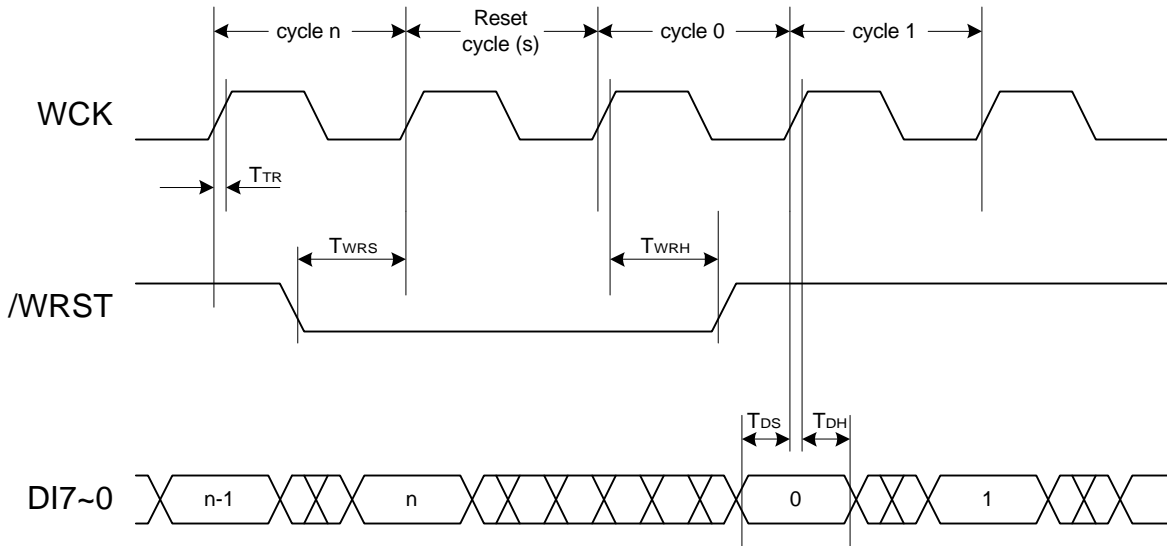 cycle n
Reset
cycle (s)
cycle 0
cycle 1
WCK
TTR
TWRS
TWRH
/WRST
TDS
TDH
DI7~0
n-1
n
0
1